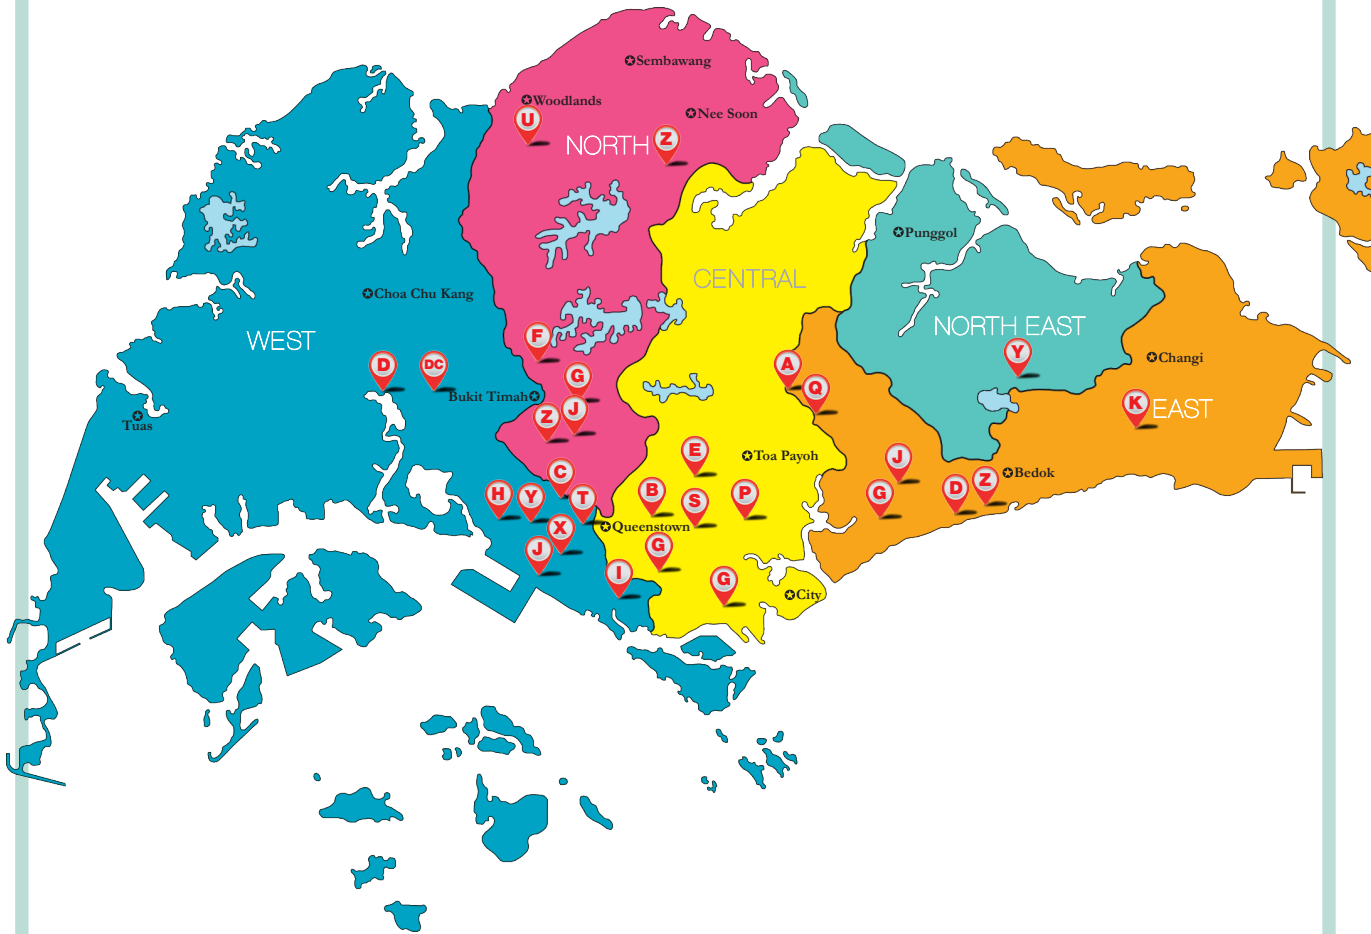 Sembawang
Woodlands
U
Nee Soon
NORTH
Z
Punggol
CENTRAL
Choa Chu Kang
WEST
NORTH EAST
F
Y
Changi
D
DC
A
G
Q
Bukit Timah
K
EAST
Z
J
Tuas
E
Toa Payoh
J
C
Bedok
H
Y
T
B
S
P
G
D
Z
X
Queenstown
J
G
I
G
City